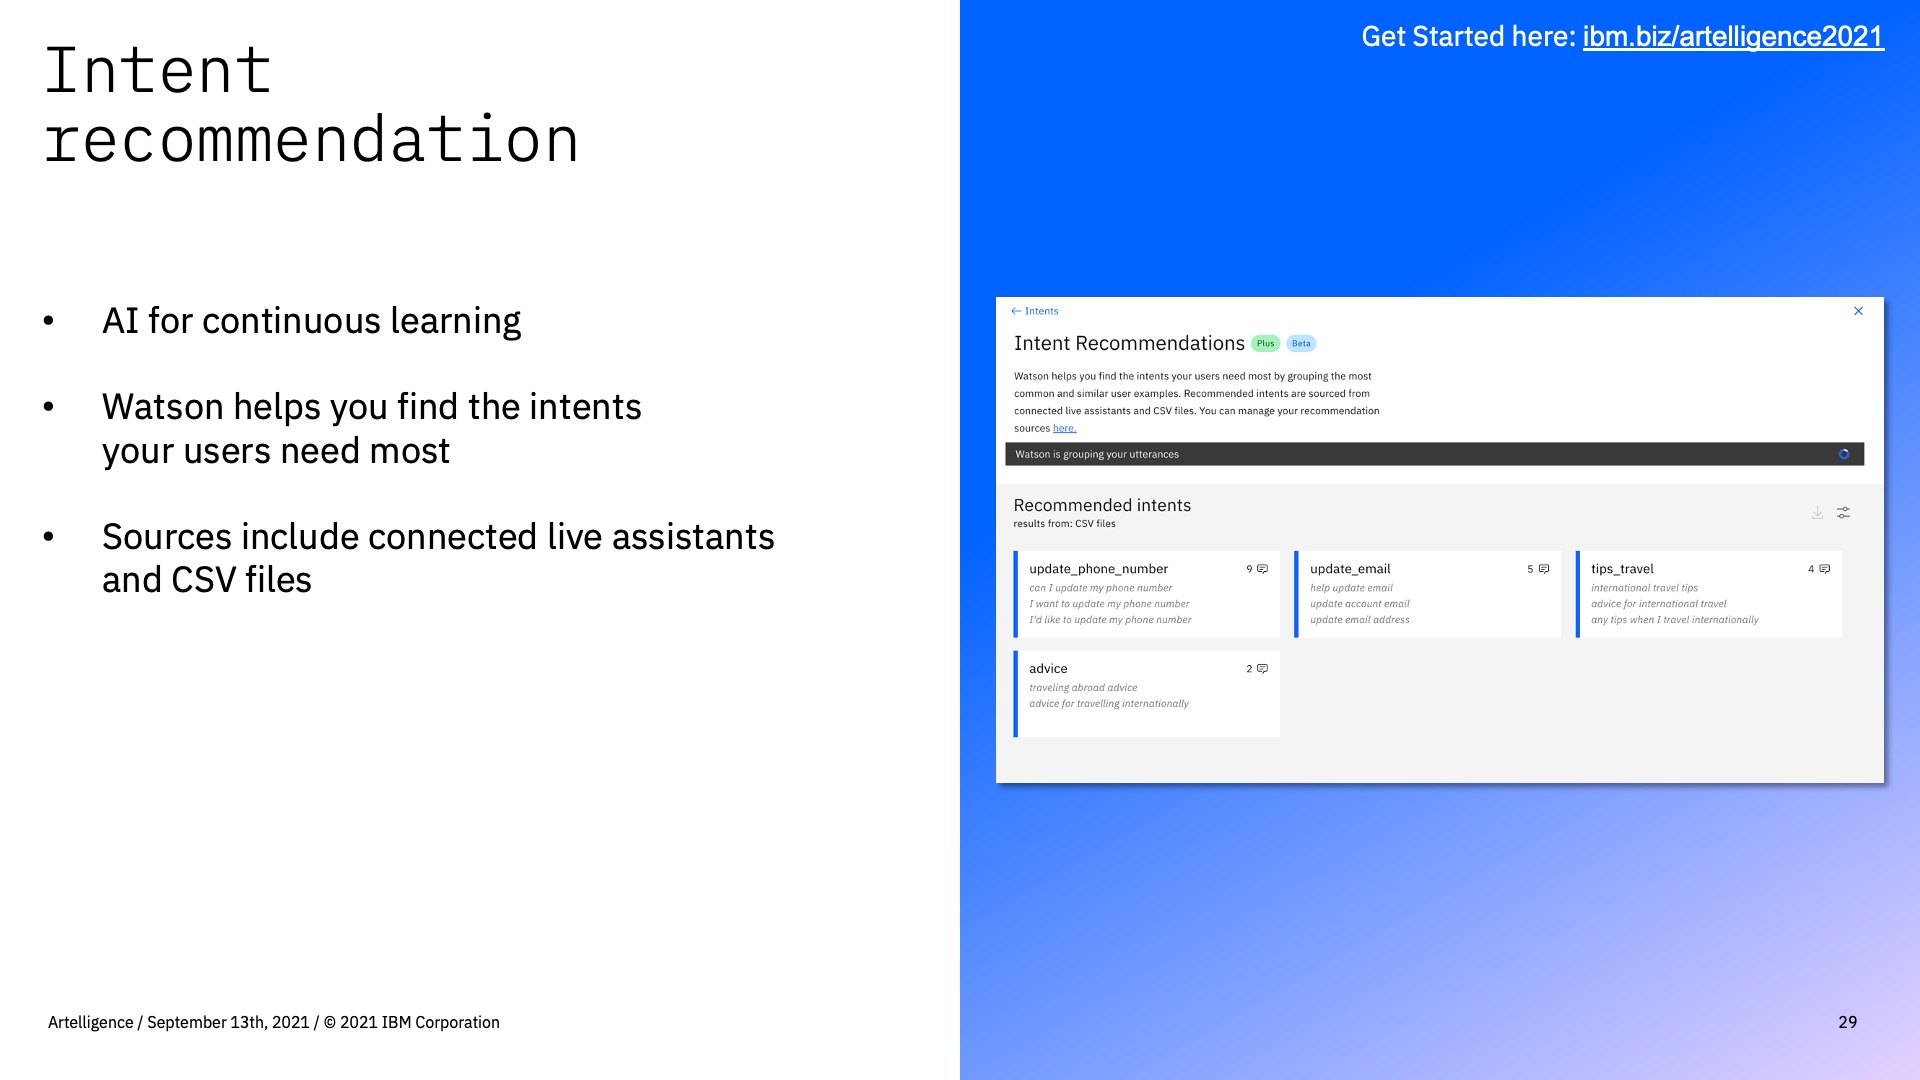 Intent
recommendation
• AI for continuous learning
• Watson helps you find the intents
your users need most
• Sources include connected live assistants
and CSV files
Artelligence / September 13th, 2021 / © 2021 IBM Corporation
Get Started here: ibm.biz/artelligence2021
← Intents
Intent Recommendations Plus Beta
Watson helps you find the intents your users need most by grouping the most
common and similar user examples. Recommended intents are sourced from
connected live assistants and CSV files. You can manage your recommendation
sources here.
Watson is grouping your utterances
Recommended intents
results from: CSV files
update_phone_number 9
can I update my phone number
I want to update my phone number
I'd like to update my phone number
update_email 5
help update email
update account email
update email address
tips_travel 4
international travel tips
advice for international travel
any tips when I travel internationally
advice 2
traveling abroad advice
advice for travelling internationally
29